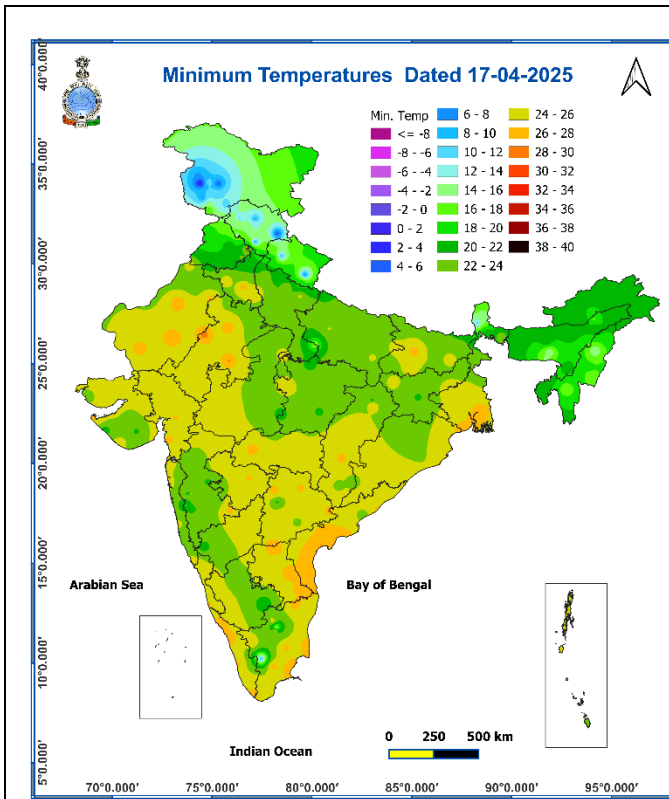 Minimum Temperatures Dated 17-04-2025
Min. Temp
<= -8
-8 - -6
-6 - -4
-4 - -2
-2 - 0
0 - 2
2 - 4
4 - 6
6 - 8
8 - 10
10 - 12
12 - 14
14 - 16
16 - 18
18 - 20
20 - 22
22 - 24
24 - 26
26 - 28
28 - 30
30 - 32
32 - 34
34 - 36
36 - 38
38 - 40
40°0.000'
35°0.000'
30°0.000'
25°0.000'
20°0.000'
15°0.000'
10°0.000'
5°0.000'
Arabian Sea
Bay of Bengal
Indian Ocean
0 250 500 km
70°0.000' 75°0.000' 80°0.000' 85°0.000' 90°0.000' 95°0.000'